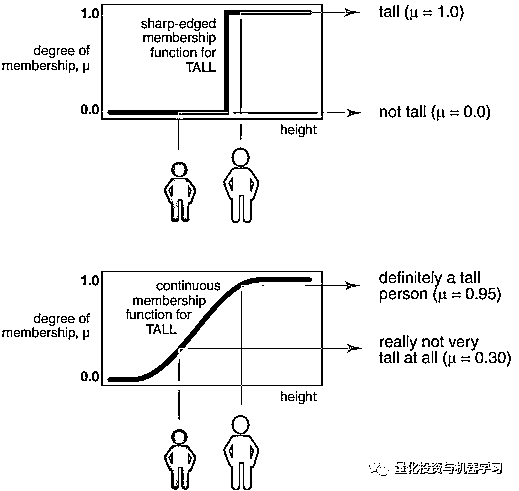 1.0
degree of
membership, μ
sharp-edged
membership
function for
TALL
0.0
height
tall (μ = 1.0)
not tall (μ = 0.0)
1.0
degree of
membership, μ
continuous
membership
function for
TALL
0.0
height
definitely a tall
person (μ = 0.95)
really not very
tall at all (μ = 0.30)
量化投资与机器学习